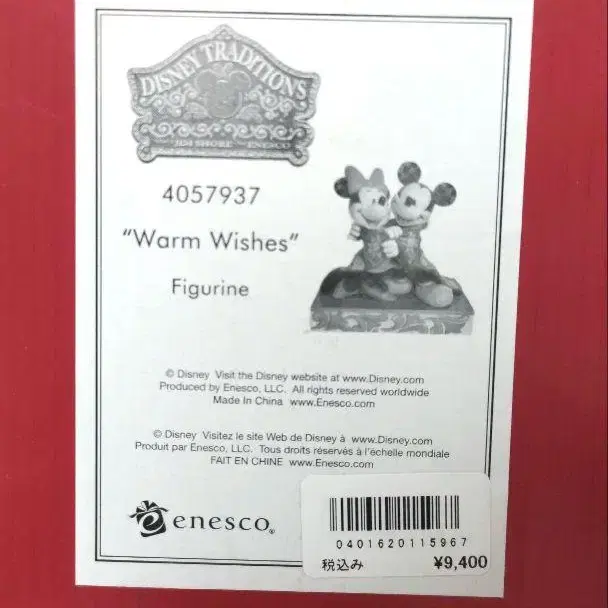 DISNEY TRADITIONS
JIM SHORE ENESCO
4057937
“Warm Wishes”
Figurine
© Disney Visit the Disney website at www.Disney.com
Produced by Enesco, LLC. All rights reserved worldwide
Made In China www.Enesco.com
© Disney Visitez le site Web de Disney à www.Disney.com
Produit par Enesco, LLC. Tous droits réservés à l'échelle mondiale
FAIT EN CHINE www.Enesco.com
enesco®
0401620115967
税込み ¥9,400